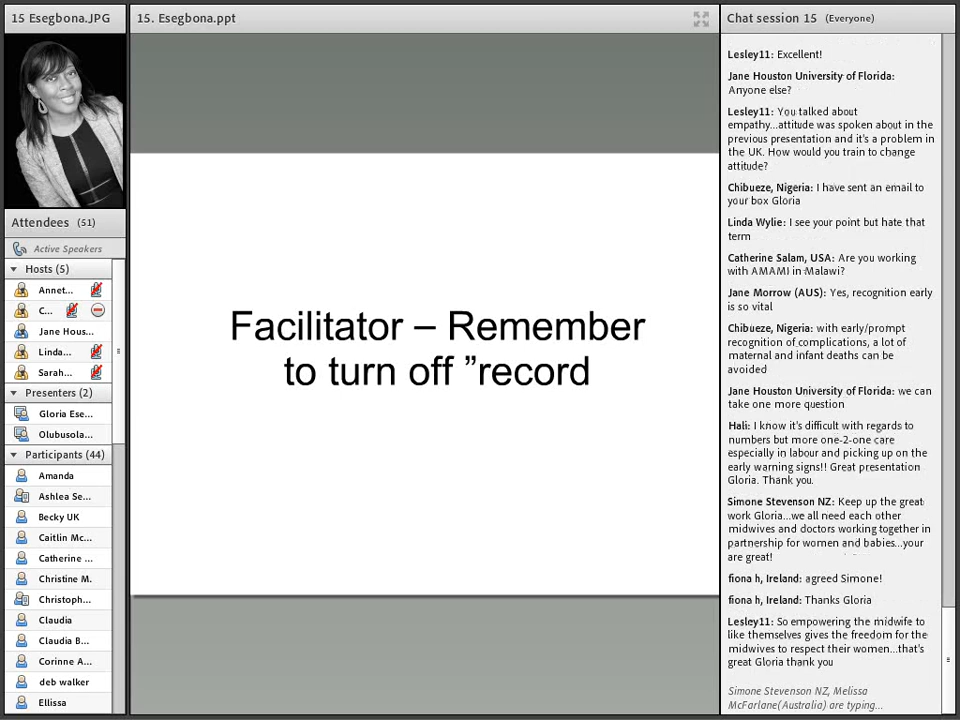 15 Esegbona.JPG
Attendees (51)
Active Speakers
Hosts (5)
Annet...
C...
Jane Hous...
Linda...
Sarah...
Presenters (2)
Gloria Ese...
Olubusola...
Participants (44)
Amanda
Ashlea Se...
Becky UK
Caitlin Mc...
Catherine ...
Christine M.
Christoph...
Claudia
Claudia B...
Corinne A...
deb walker
Ellissa
15. Esegbona.ppt
Facilitator – Remember
to turn off ”record
Chat session 15 (Everyone)
Lesley11: Excellent!
Jane Houston University of Florida:
Anyone else?
Lesley11: You talked about
empathy...attitude was spoken about in the
previous presentation and it's a problem in
the UK. How would you train to change
attitude?
Chibueze, Nigeria: I have sent an email to
your box Gloria
Linda Wylie: I see your point but hate that
term
Catherine Salam, USA: Are you working
with AMAMI in Malawi?
Jane Morrow (AUS): Yes, recognition early
is so vital
Chibueze, Nigeria: with early/prompt
recognition of complications, a lot of
maternal and infant deaths can be
avoided
Jane Houston University of Florida: we can
take one more question
Hali: I know it's difficult with regards to
numbers but more one-2-one care
especially in labour and picking up on the
early warning signs!! Great presentation
Gloria. Thank you.
Simone Stevenson NZ: Keep up the great
work Gloria...we all need each other
midwives and doctors working together in
partnership for women and babies...your
are great!
fiona h, Ireland: agreed Simone!
fiona h, Ireland: Thanks Gloria
Lesley11: So empowering the midwife to
like themselves gives the freedom for the
midwives to respect their women...that's
great Gloria thank you
Simone Stevenson NZ, Melissa
McFarlane(Australia) are typing...